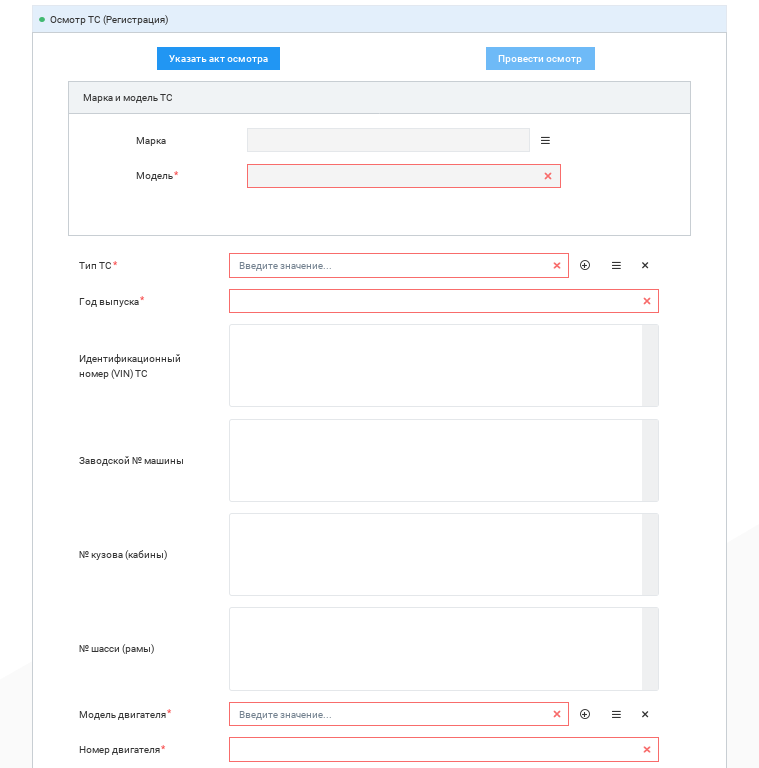 Осмотр ТС (Регистрация)
Указать акт осмотра
Провести осмотр
Марка и модель ТС
Марка
Модель*
Тип ТС*
Введите значение...
Год выпуска*
Идентификационный
номер (VIN) ТС
Заводской № машины
№ кузова (кабины)
№ шасси (рамы)
Модель двигателя*
Введите значение...
Номер двигателя*